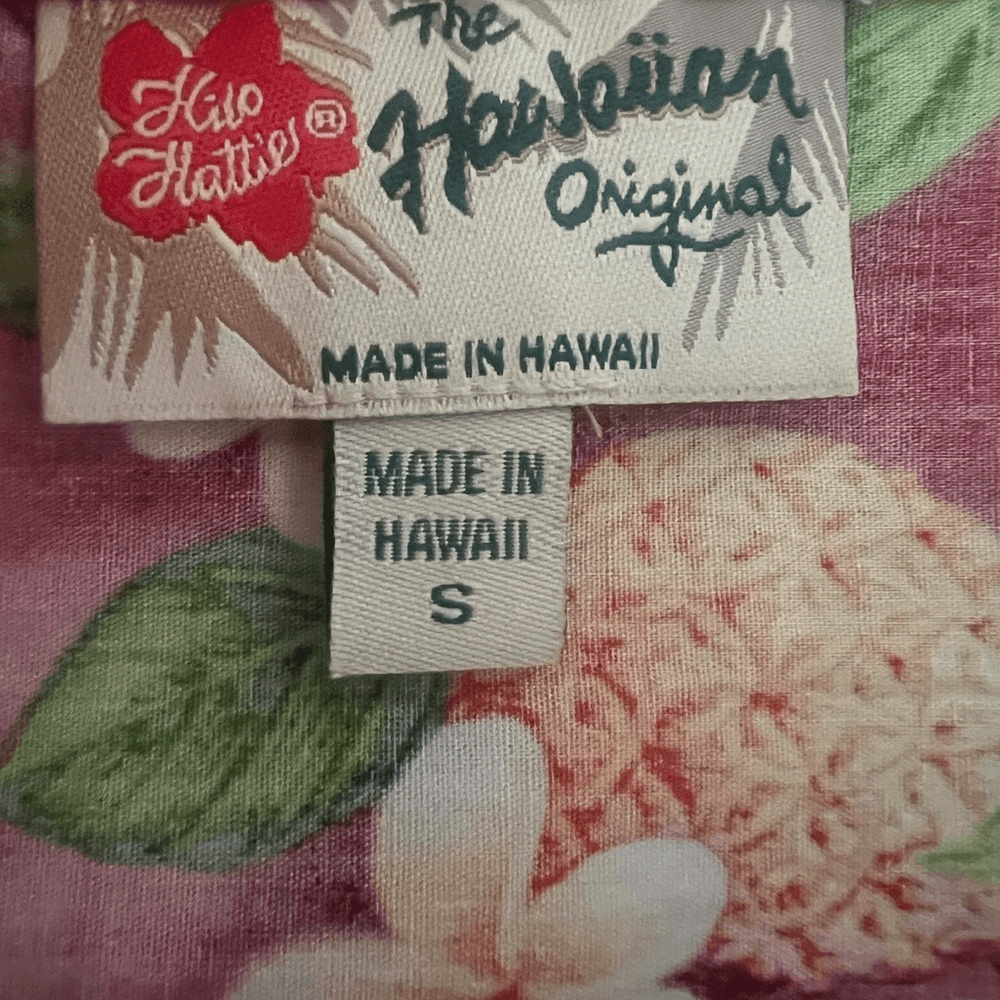 Hilo
Hattie®
The
Hawaiian
Original
MADE IN HAWAII
MADE IN
HAWAII
S